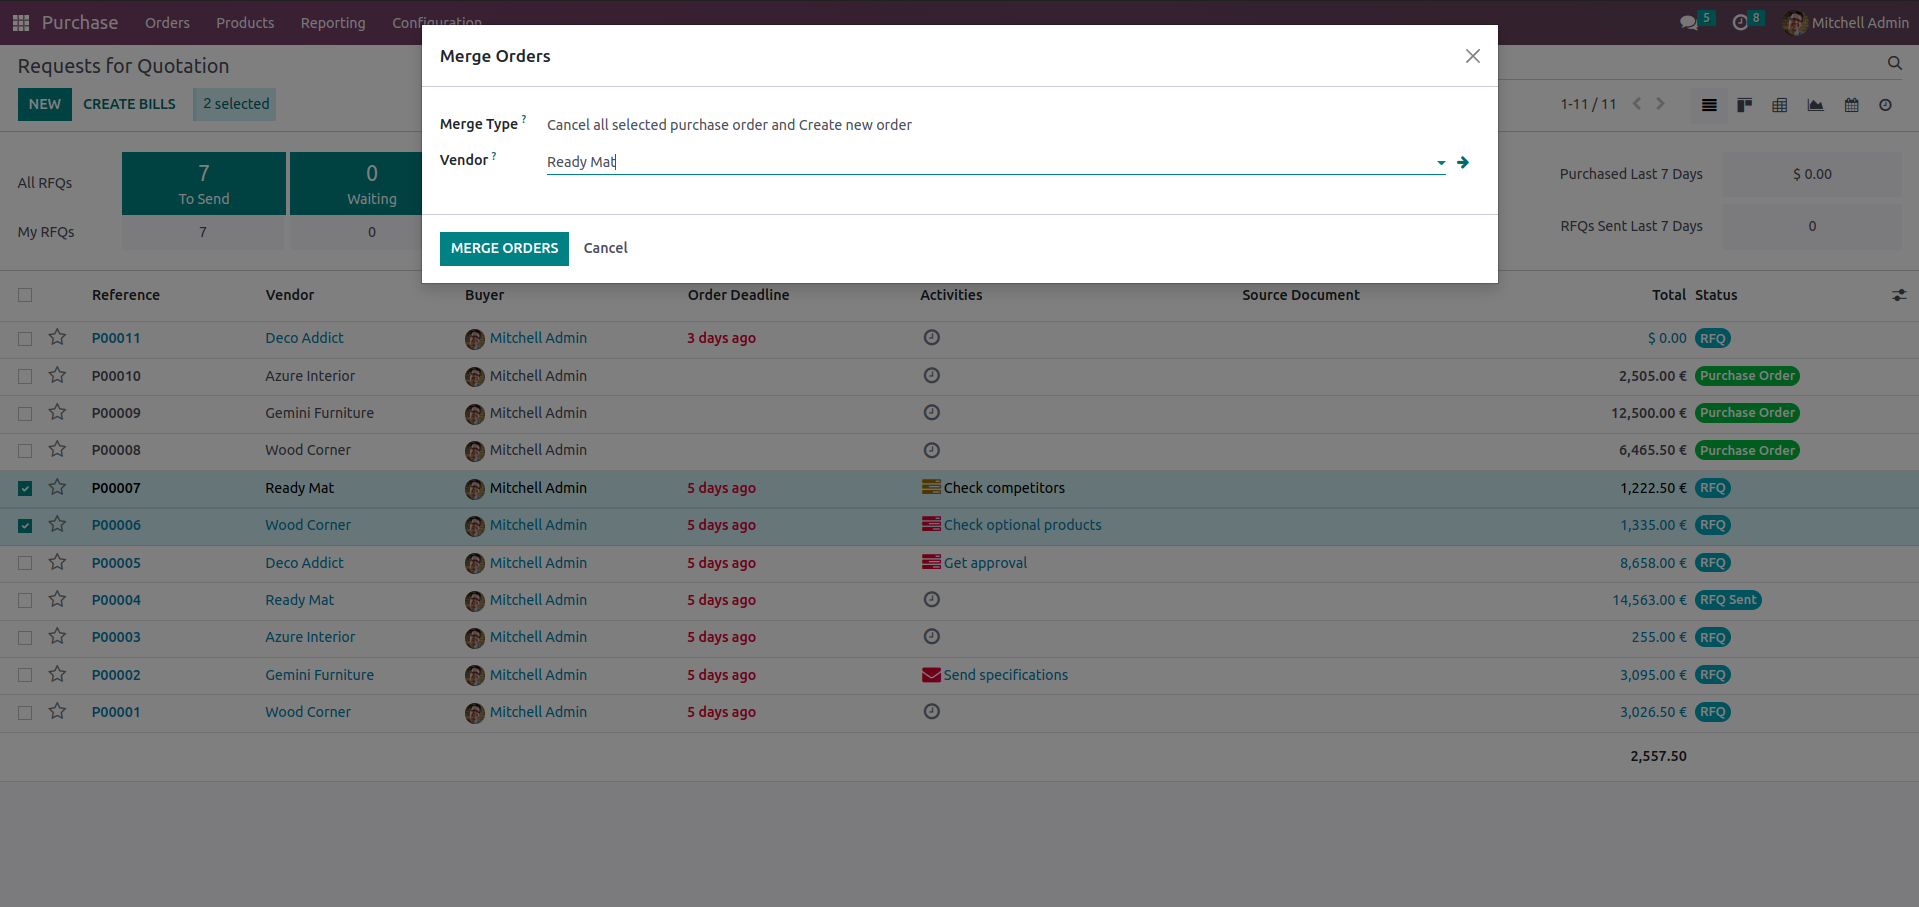 Purchase Orders Products Reporting Configuration 5 8 Mitchell Admin
Merge Orders
Requests for Quotation
NEW CREATE BILLS 2 selected 1-11 / 11
Merge Type ? Cancel all selected purchase order and Create new order
Vendor ? Ready Mat
All RFQs 7 To Send 0 Waiting Purchased Last 7 Days $ 0.00
My RFQs 7 0 RFQs Sent Last 7 Days 0
MERGE ORDERS Cancel
Reference Vendor Buyer Order Deadline Activities Source Document Total Status
P00011 Deco Addict Mitchell Admin 3 days ago $ 0.00 RFQ
P00010 Azure Interior Mitchell Admin 2,505.00 € Purchase Order
P00009 Gemini Furniture Mitchell Admin 12,500.00 € Purchase Order
P00008 Wood Corner Mitchell Admin 6,465.50 € Purchase Order
P00007 Ready Mat Mitchell Admin 5 days ago Check competitors 1,222.50 € RFQ
P00006 Wood Corner Mitchell Admin 5 days ago Check optional products 1,335.00 € RFQ
P00005 Deco Addict Mitchell Admin 5 days ago Get approval 8,658.00 € RFQ
P00004 Ready Mat Mitchell Admin 5 days ago 14,563.00 € RFQ Sent
P00003 Azure Interior Mitchell Admin 5 days ago 255.00 € RFQ
P00002 Gemini Furniture Mitchell Admin 5 days ago Send specifications 3,095.00 € RFQ
P00001 Wood Corner Mitchell Admin 5 days ago 3,026.50 € RFQ
2,557.50